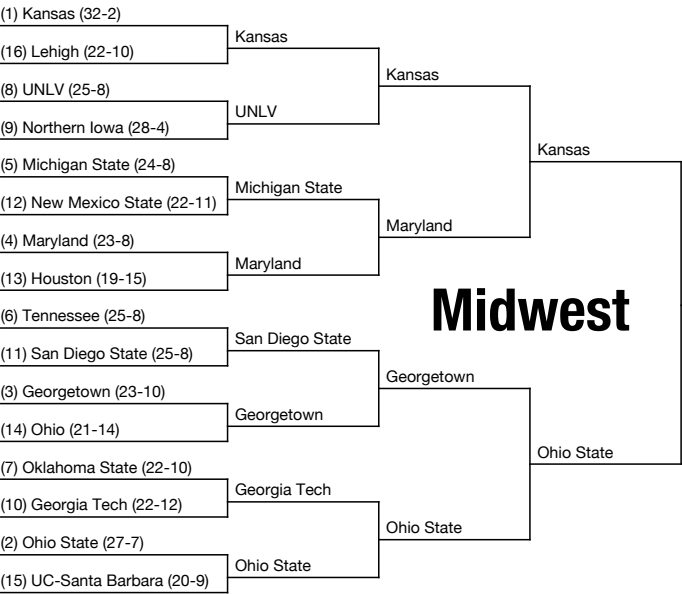 (1) Kansas (32-2)
(16) Lehigh (22-10)
(8) UNLV (25-8)
(9) Northern Iowa (28-4)
(5) Michigan State (24-8)
(12) New Mexico State (22-11)
(4) Maryland (23-8)
(13) Houston (19-15)
(6) Tennessee (25-8)
(11) San Diego State (25-8)
(3) Georgetown (23-10)
(14) Ohio (21-14)
(7) Oklahoma State (22-10)
(10) Georgia Tech (22-12)
(2) Ohio State (27-7)
(15) UC-Santa Barbara (20-9)
Kansas
UNLV
Michigan State
Maryland
San Diego State
Georgetown
Georgia Tech
Ohio State
Kansas
Maryland
Georgetown
Ohio State
Kansas
Ohio State
Midwest